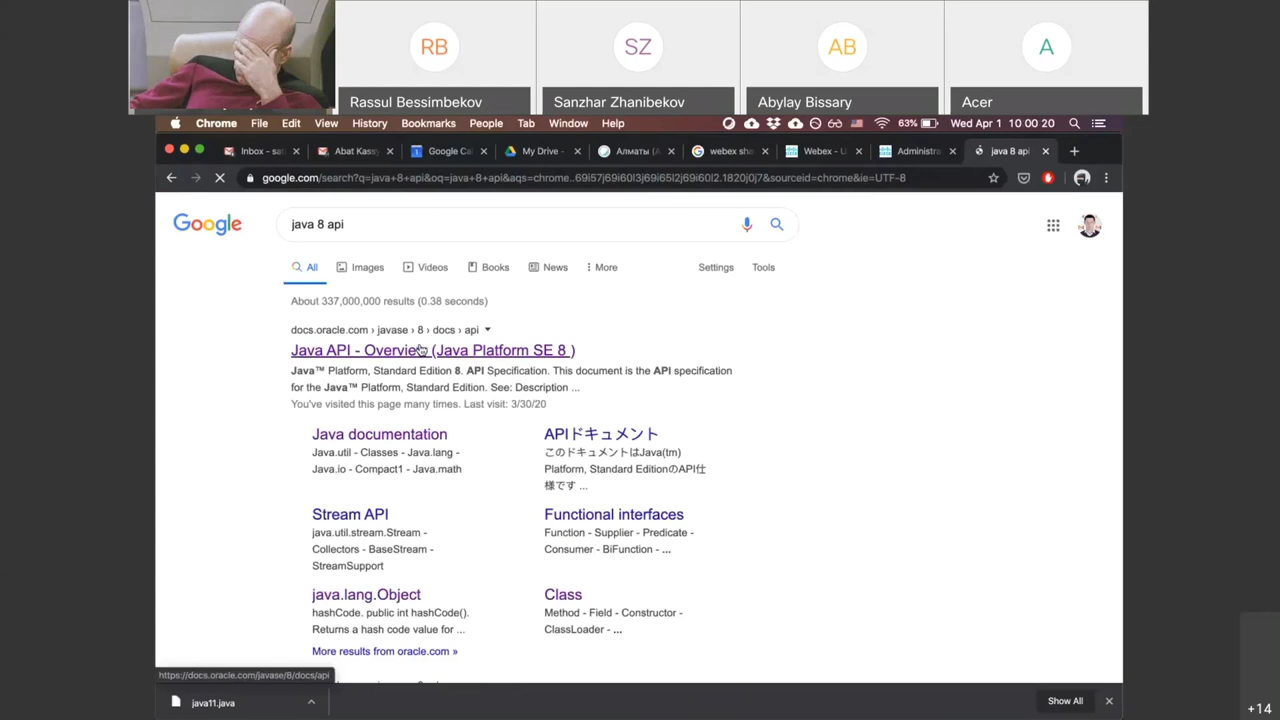 RB
SZ
AB
A
Rassul Bessimbekov
Sanzhar Zhanibekov
Abylay Bissary
Acer
Chrome File Edit View History Bookmarks People Tab Window Help 63% Wed Apr 1 10 00 20
Inbox - sat Abat Kassy Google Cal My Drive - Алматы (A webex sha Webex - U Administra java 8 api
google.com/search?q=java+8+api&oq=java+8+api&aqs=chrome..69i57j69i60l3j69i65l2j69i60l2.1820j0j7&sourceid=chrome&ie=UTF-8
Google
java 8 api
All Images Videos Books News More Settings Tools
About 337,000,000 results (0.38 seconds)
docs.oracle.com › javase › 8 › docs › api
Java API - Overview (Java Platform SE 8 )
Java™ Platform, Standard Edition 8. API Specification. This document is the API specification
for the Java™ Platform, Standard Edition. See: Description ...
You've visited this page many times. Last visit: 3/30/20
Java documentation
Java.util - Classes - Java.lang -
Java.io - Compact1 - Java.math
APIドキュメント
このドキュメントはJava(tm)
Platform, Standard EditionのAPI仕
様です ...
Stream API
java.util.stream.Stream -
Collectors - BaseStream -
StreamSupport
Functional interfaces
Function - Supplier - Predicate -
Consumer - BiFunction - ...
java.lang.Object
hashCode. public int hashCode().
Returns a hash code value for ...
Class
Method - Field - Constructor -
ClassLoader - ...
More results from oracle.com »
https://docs.oracle.com/javase/8/docs/api
java11.java
Show All
+14